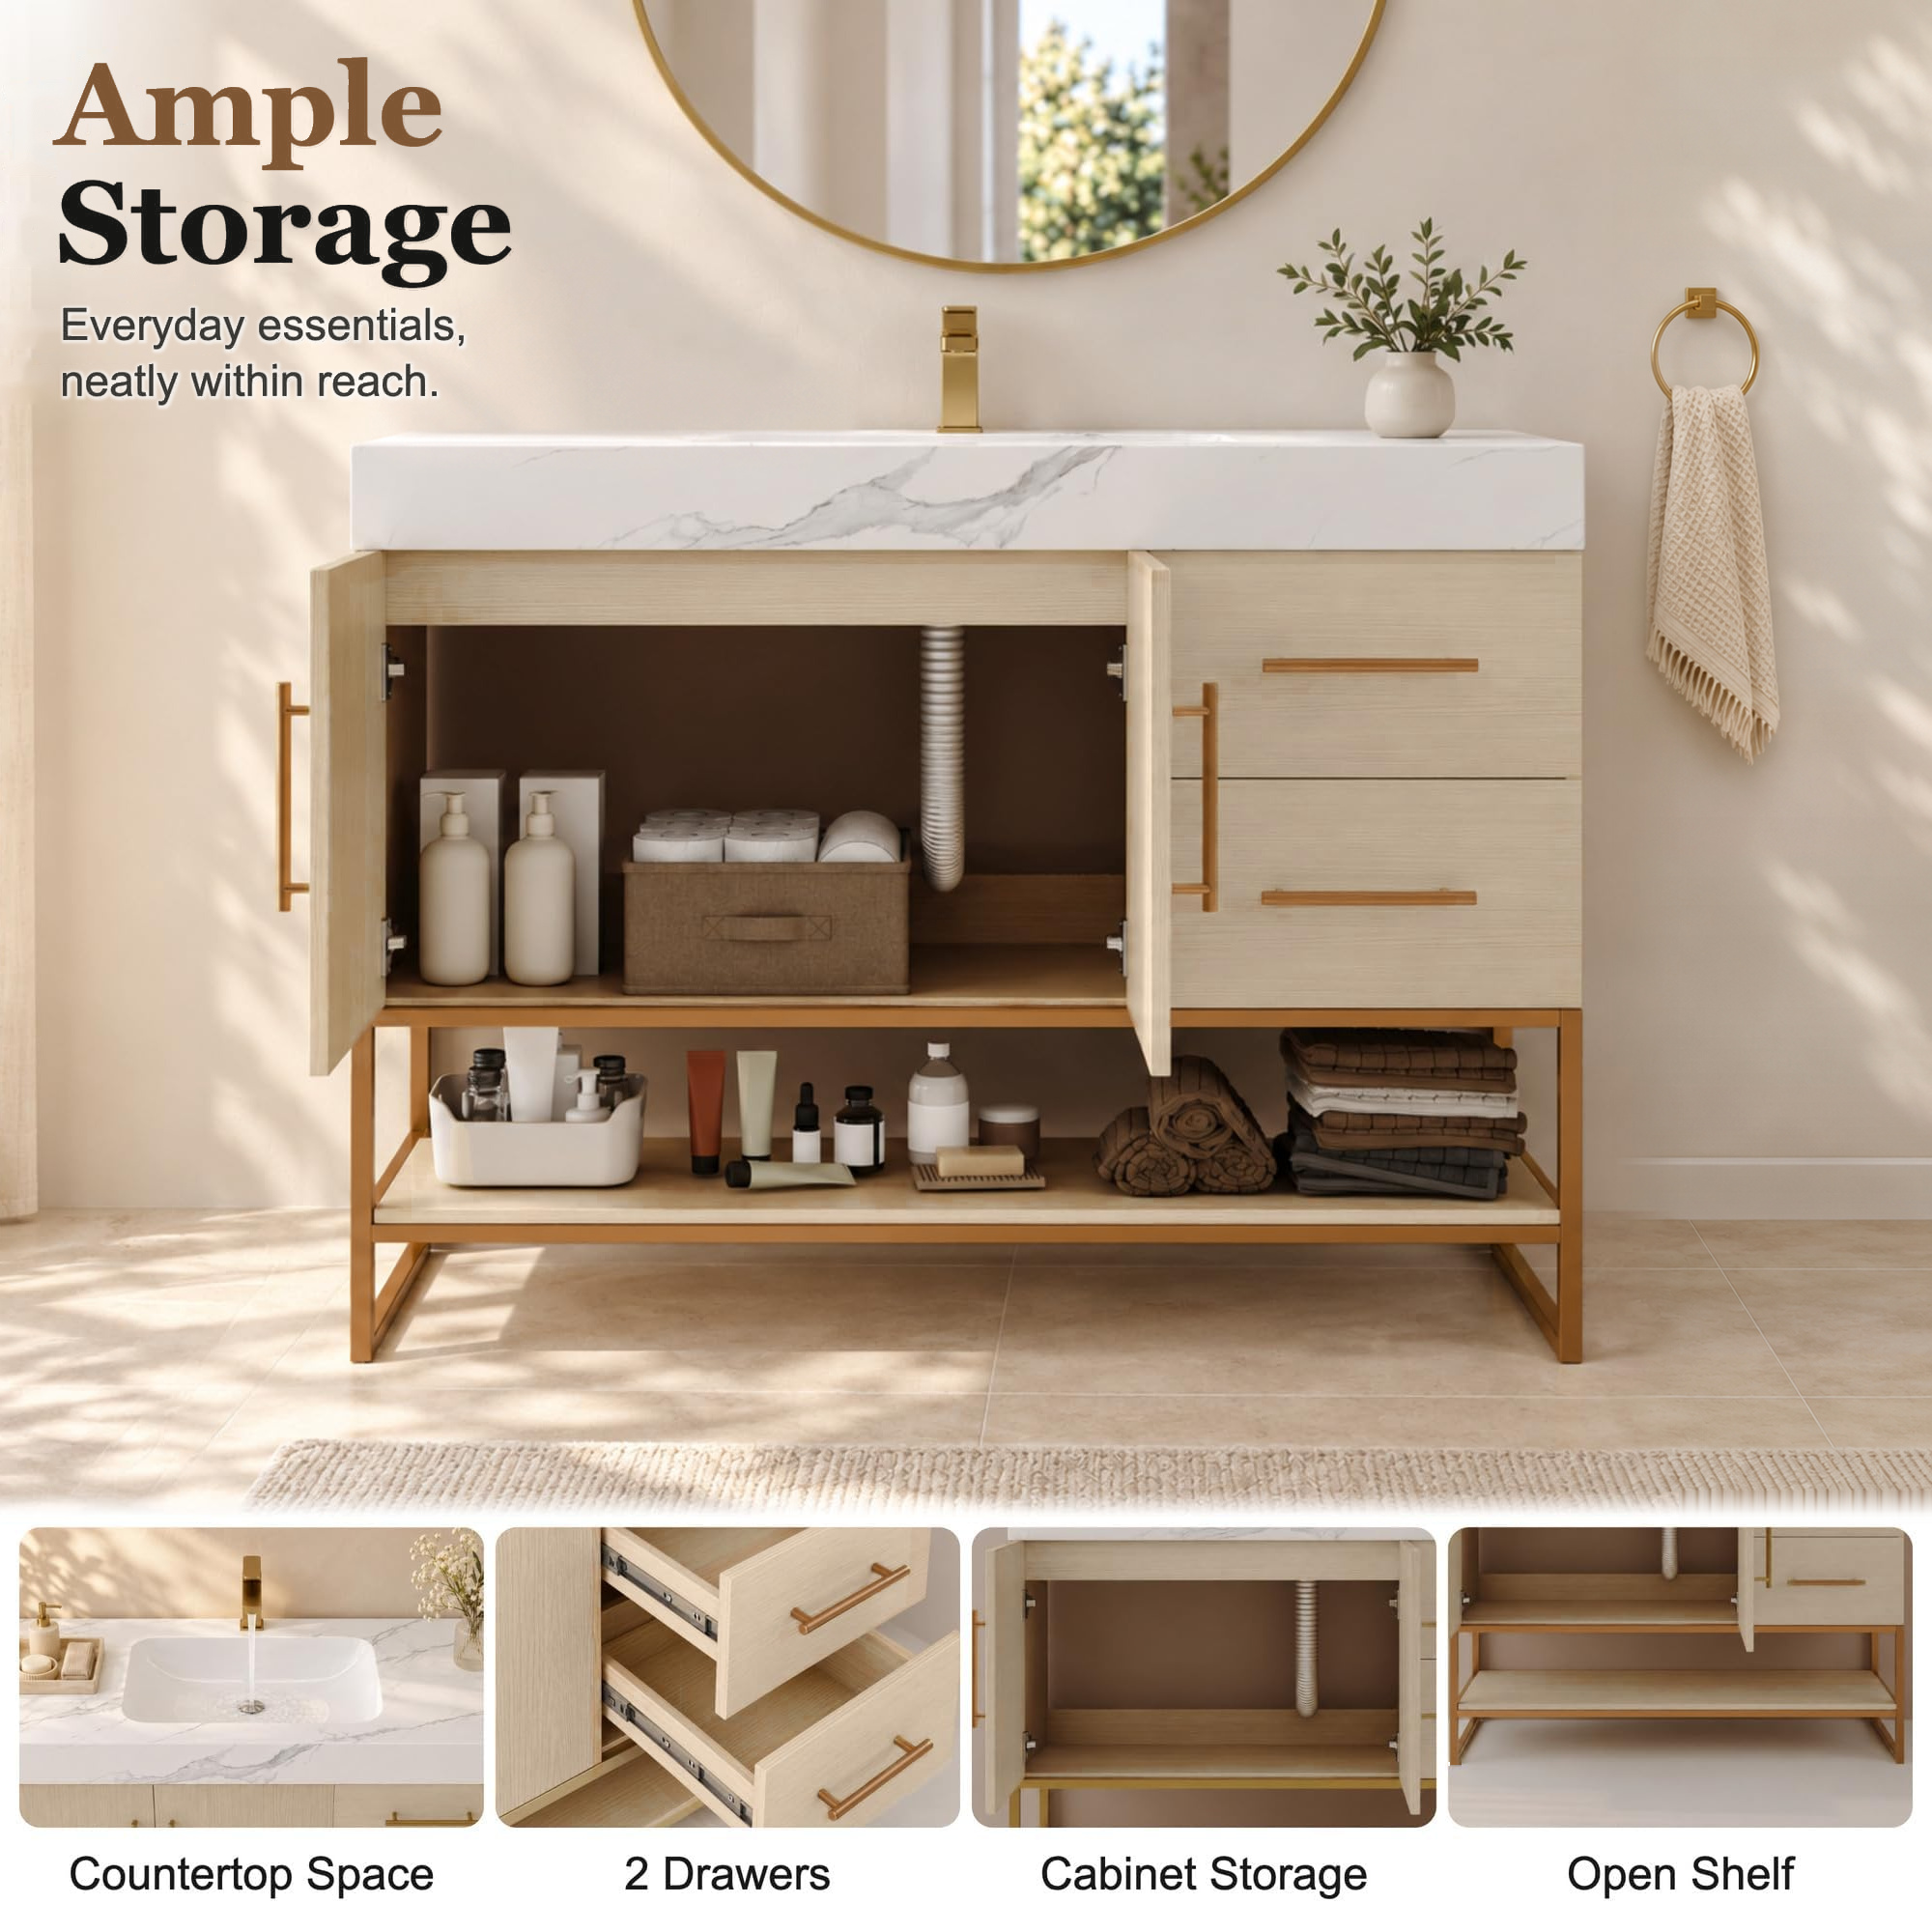 Ample
Storage
Everyday essentials,
neatly within reach.
Countertop Space
2 Drawers
Cabinet Storage
Open Shelf